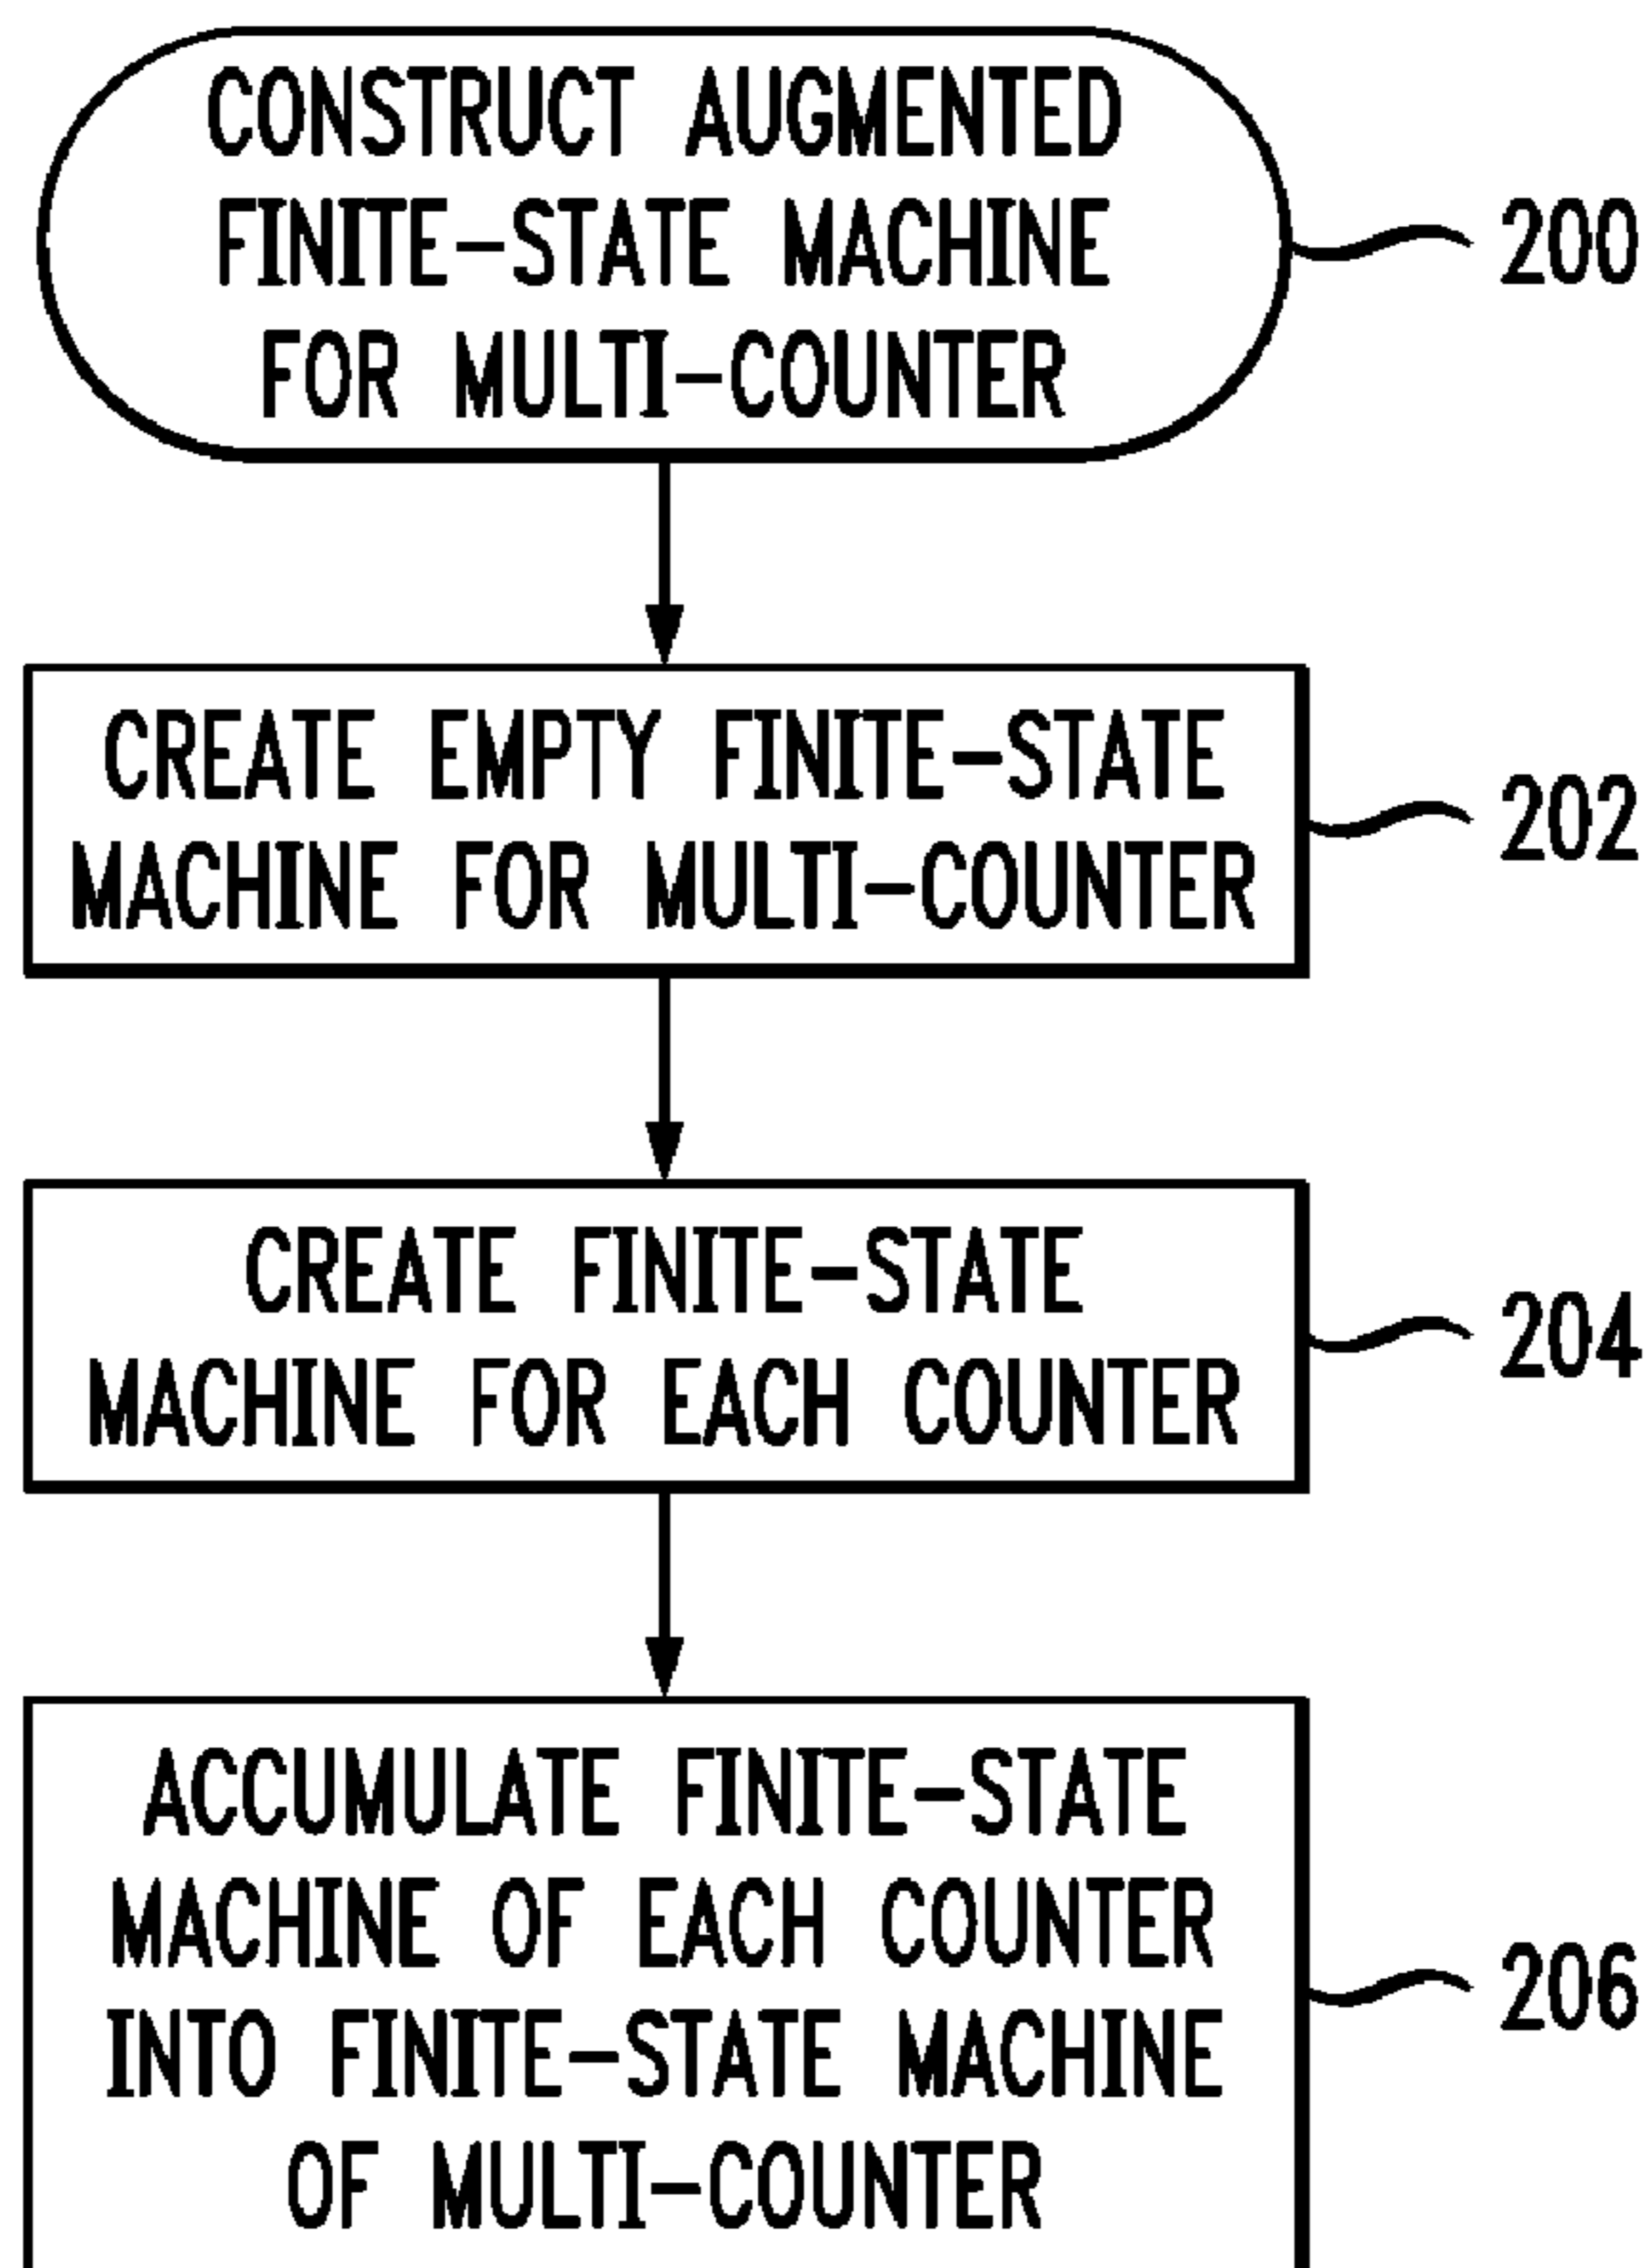 CONSTRUCT AUGMENTED
FINITE-STATE MACHINE
FOR MULTI-COUNTER
200
CREATE EMPTY FINITE-STATE
MACHINE FOR MULTI-COUNTER
202
CREATE FINITE-STATE
MACHINE FOR EACH COUNTER
204
ACCUMULATE FINITE-STATE
MACHINE OF EACH COUNTER
INTO FINITE-STATE MACHINE
OF MULTI-COUNTER
206